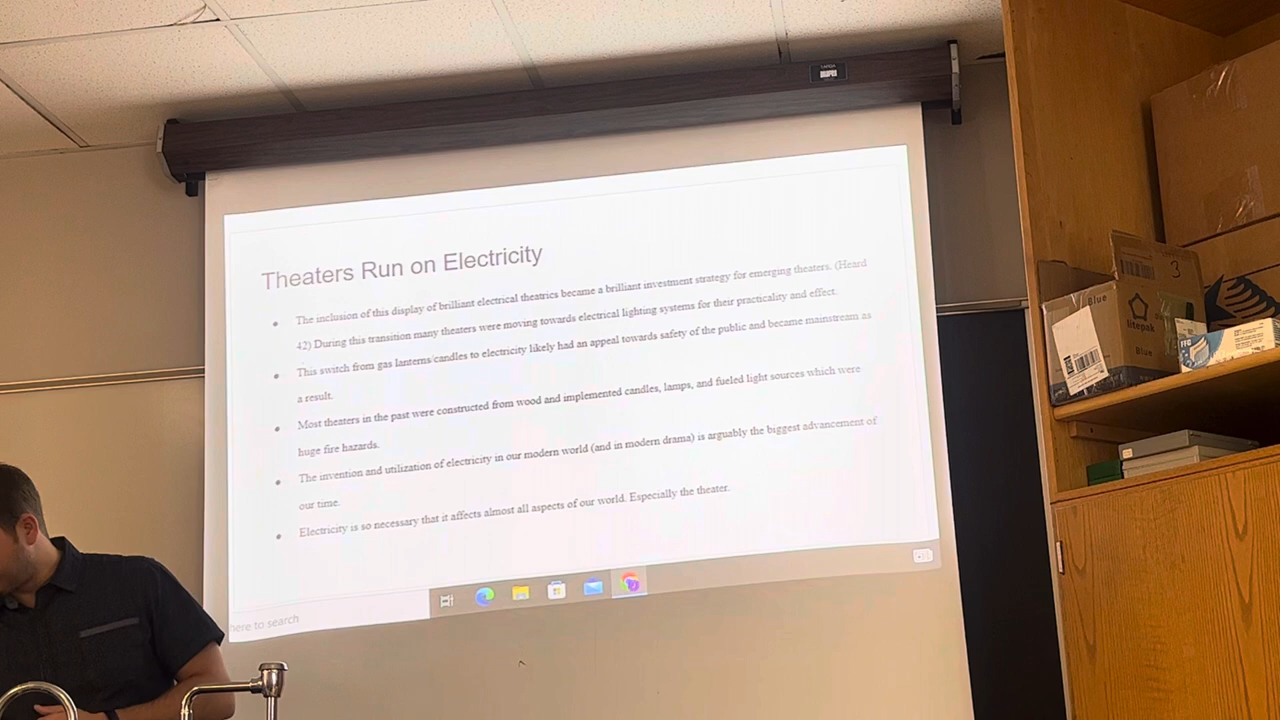 Theaters Run on Electricity
• The inclusion of this display of brilliant electrical theatrics became a brilliant investment strategy for emerging theaters. (Heard
42) During this transition many theaters were moving towards electrical lighting systems for their practicality and effect.
• This switch from gas lanterns/candles to electricity likely had an appeal towards safety of the public and became mainstream as
a result.
• Most theaters in the past were constructed from wood and implemented candles, lamps, and fueled light sources which were
huge fire hazards.
• The invention and utilization of electricity in our modern world (and in modern drama) is arguably the biggest advancement of
our time.
• Electricity is so necessary that it affects almost all aspects of our world. Especially the theater.
here to search
3
Blue
litepak
Blue